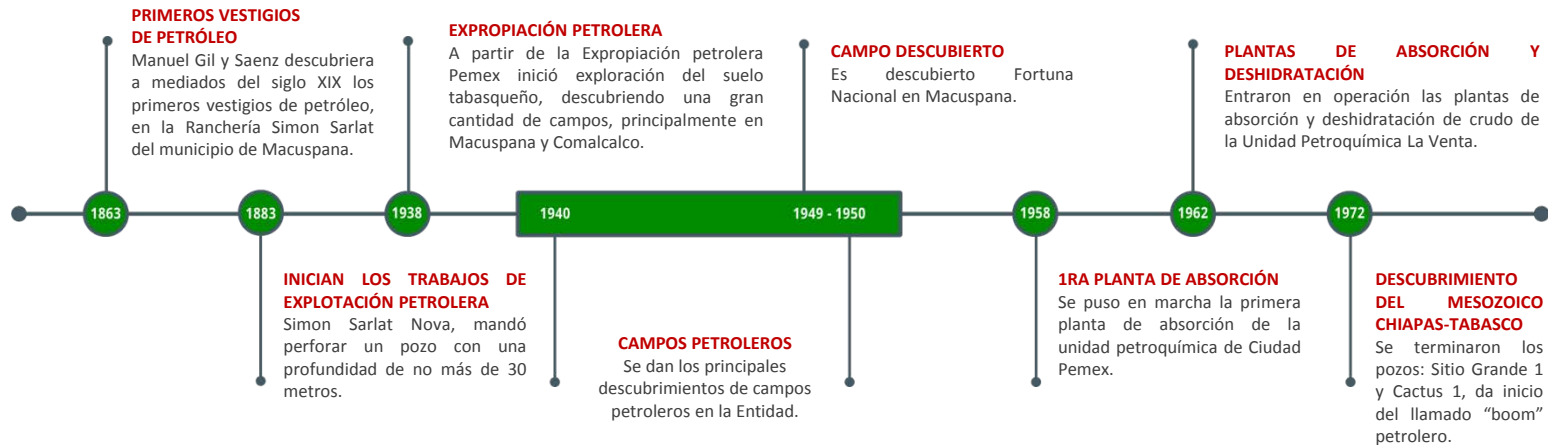 PRIMEROS VESTIGIOS
DE PETRÓLEO
Manuel Gil y Saenz descubriera
a mediados del siglo XIX los
primeros vestigios de petróleo,
en la Ranchería Simon Sarlat
del municipio de Macuspana.
EXPROPIACIÓN PETROLERA
A partir de la Expropiación petrolera
Pemex inició exploración del suelo
tabasqueño, descubriendo una gran
cantidad de campos, principalmente en
Macuspana y Comalcalco.
CAMPO DESCUBIERTO
Es descubierto Fortuna
Nacional en Macuspana.
PLANTAS DE ABSORCIÓN Y
DESHIDRATACIÓN
Entraron en operación las plantas de
absorción y deshidratación de crudo de
la Unidad Petroquímica La Venta.
1863
1883
1938
1940
1949 - 1950
1958
1962
1972
INICIAN LOS TRABAJOS DE
EXPLOTACIÓN PETROLERA
Simon Sarlat Nova, mandó
perforar un pozo con una
profundidad de no más de 30
metros.
CAMPOS PETROLEROS
Se dan los principales
descubrimientos de campos
petroleros en la Entidad.
1RA PLANTA DE ABSORCIÓN
Se puso en marcha la primera
planta de absorción de la
unidad petroquímica de Ciudad
Pemex.
DESCUBRIMIENTO
DEL MESOZOICO
CHIAPAS-TABASCO
Se terminaron los
pozos: Sitio Grande 1
y Cactus 1, da inicio
del llamado “boom”
petrolero.